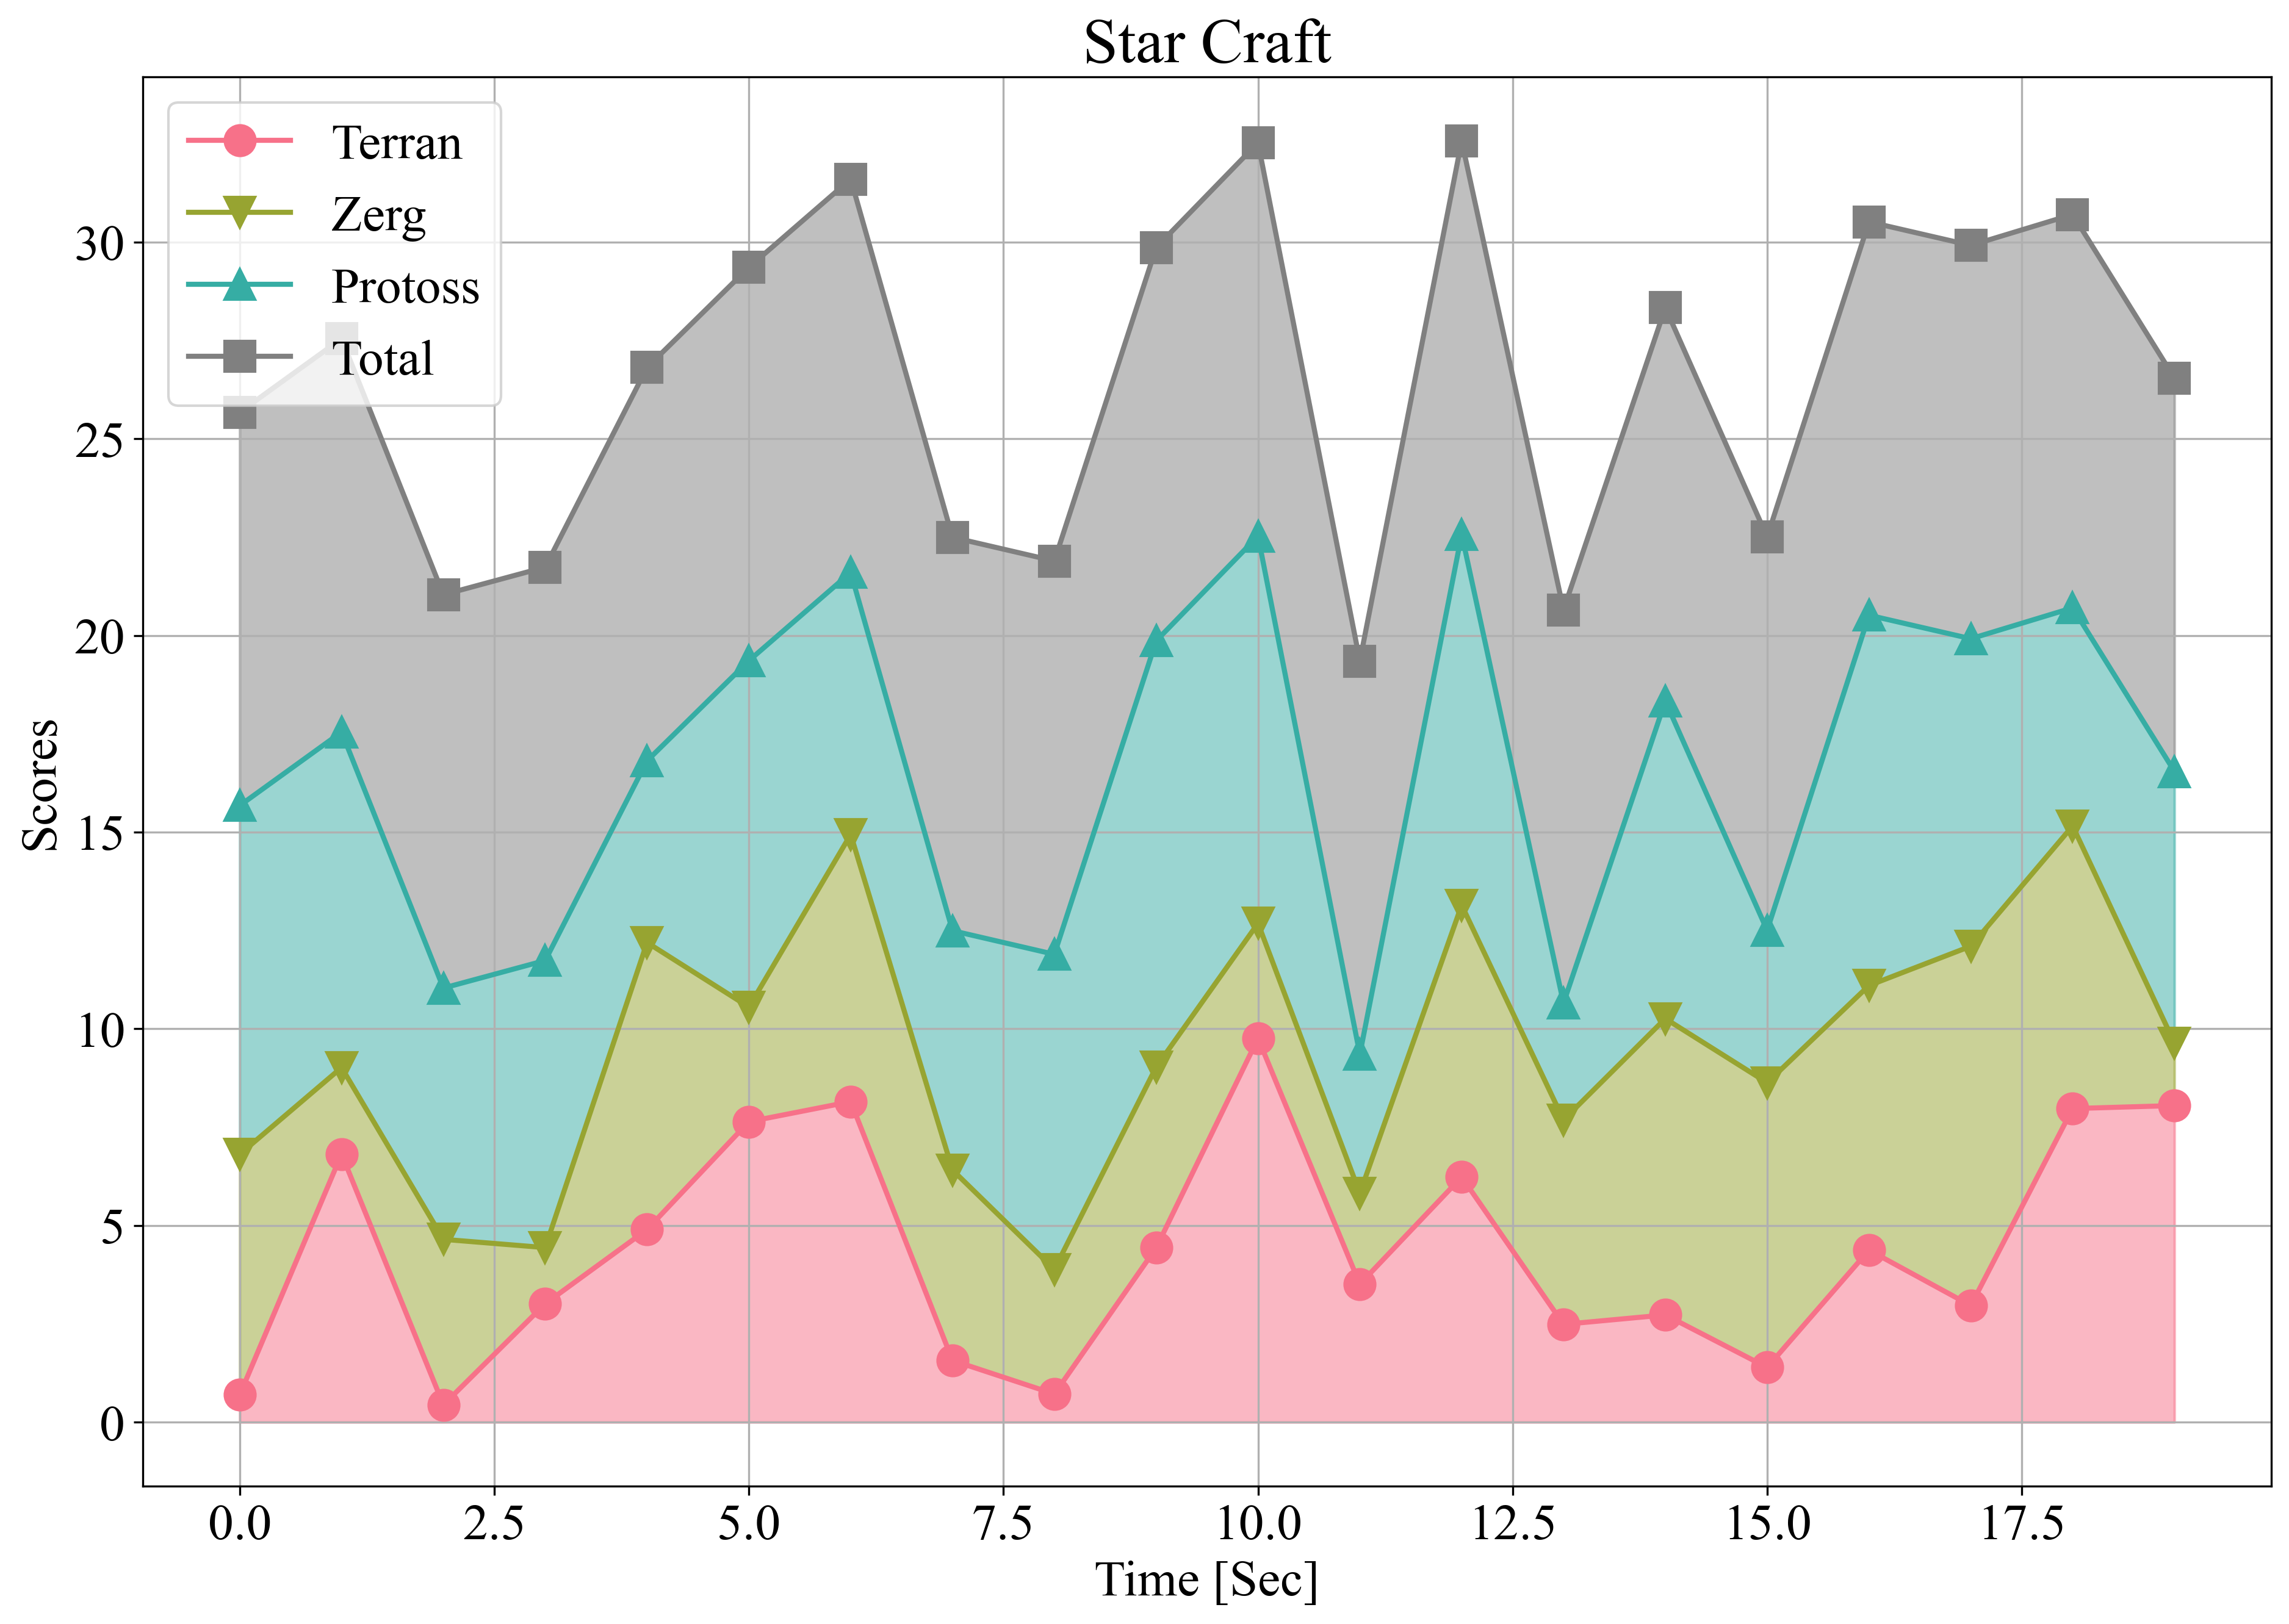 Star Craft
Terran
Zerg
Protoss
Total
30
25
20
15
10
5
0
Scores
0.0 2.5 5.0 7.5 10.0 12.5 15.0 17.5
Time [Sec]